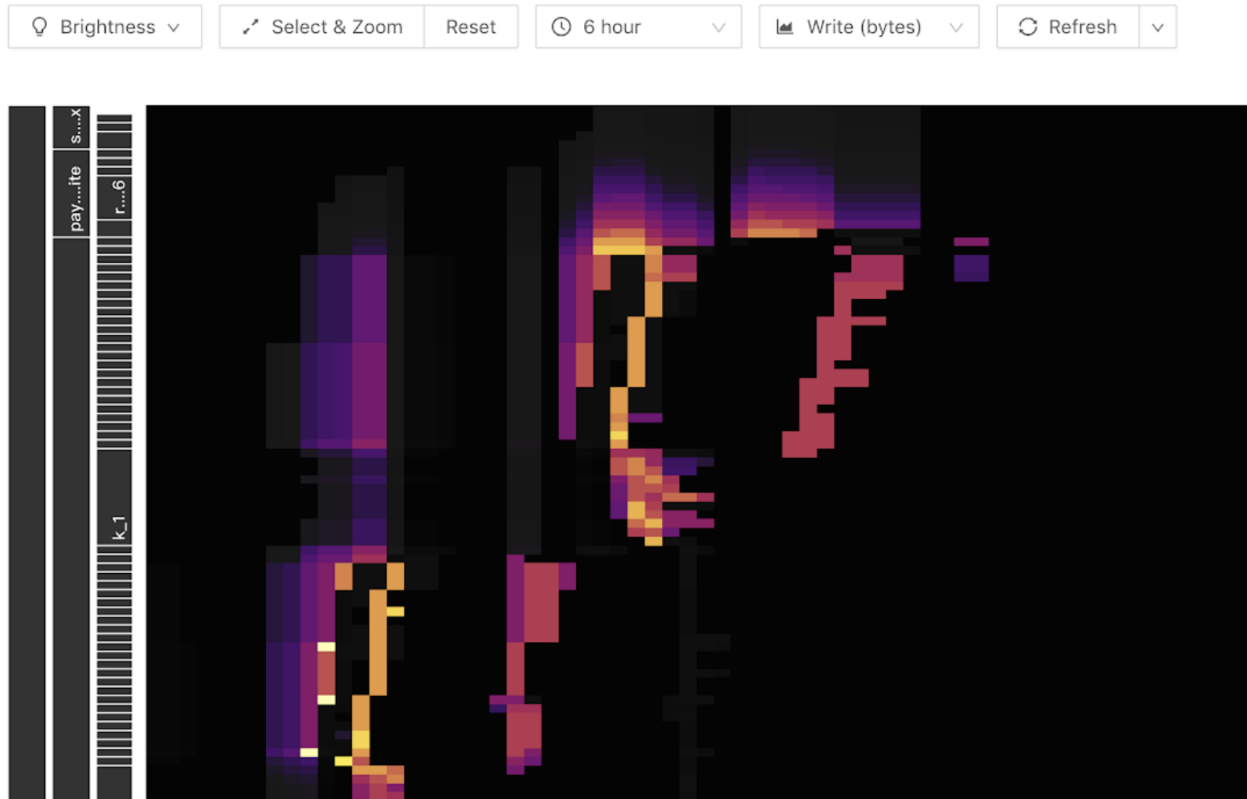 Brightness
Select & Zoom
Reset
6 hour
Write (bytes)
Refresh
s....x
pay....ite
r....6
k_1